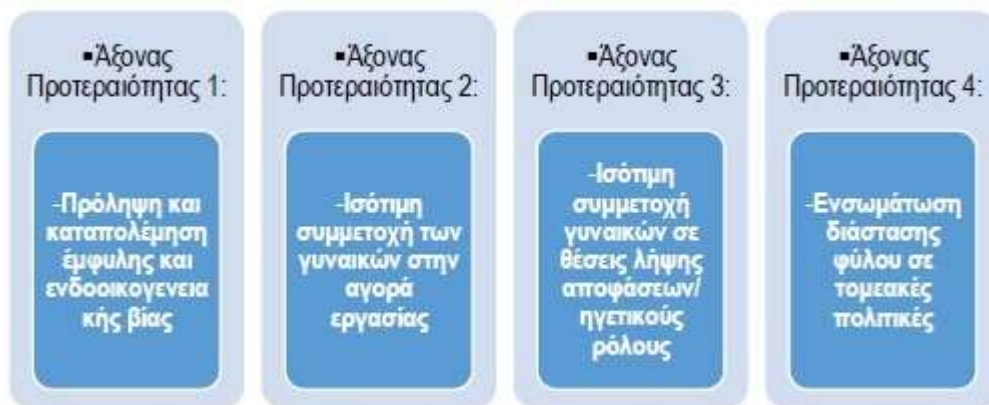 ▪Άξονας
Προτεραιότητας 1:
-Πρόληψη και
καταπολέμηση
έμφυλης και
ενδοοικογενεια
κής βίας
▪Άξονας
Προτεραιότητας 2:
-Ισότιμη
συμμετοχή των
γυναικών στην
αγορά
εργασίας
▪Άξονας
Προτεραιότητας 3:
-Ισότιμη
συμμετοχή
γυναικών σε
θέσεις λήψης
αποφάσεων/
ηγετικούς
ρόλους
▪Άξονας
Προτεραιότητας 4:
-Ενσωμάτωση
διάστασης
φύλου σε
τομεακές
πολιτικές